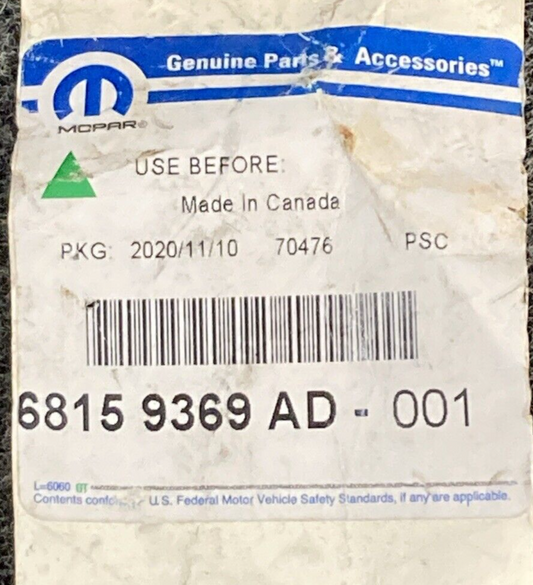 Genuine Parts & Accessories™
MOPAR®
USE BEFORE:
Made In Canada
PKG: 2020/11/10 70476 PSC
6815 9369 AD - 001
L=6060 QT
Contents U.S. Federal Motor Vehicle Safety Standards, if any are applicable.